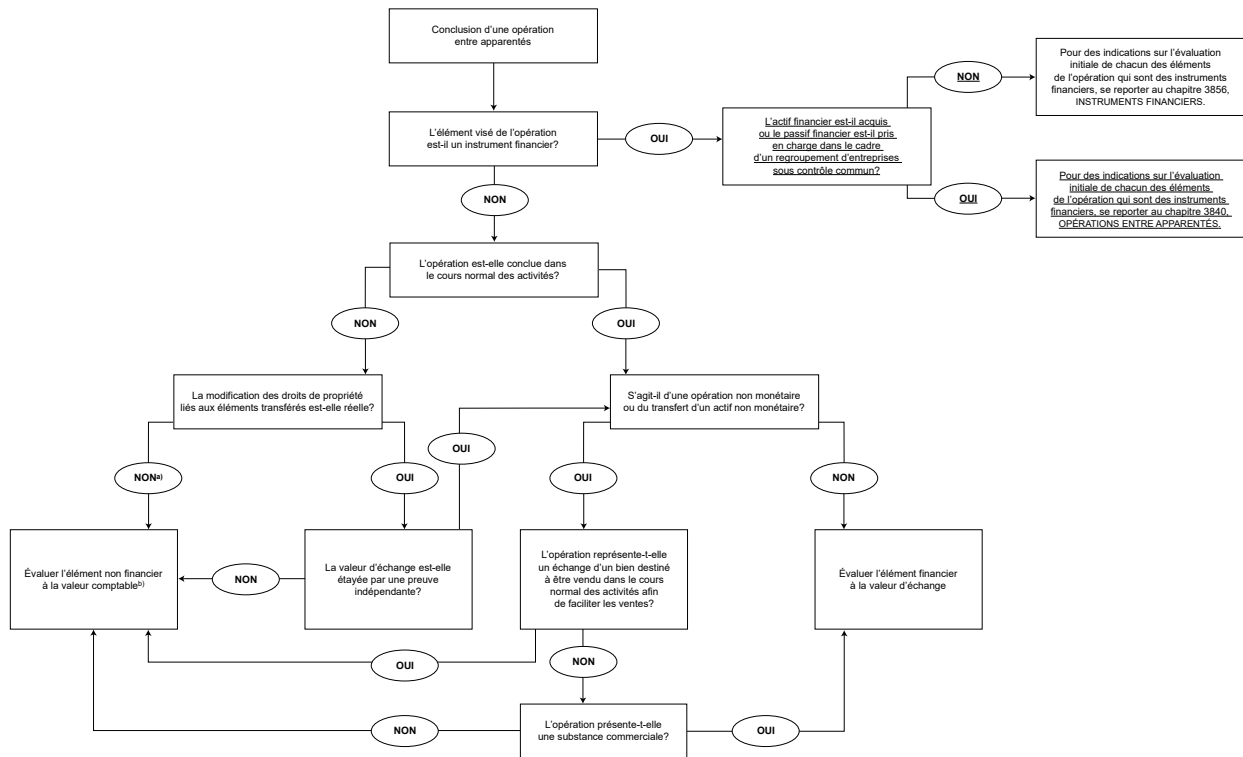 Conclusion d’une opération
entre apparentés
L’élément visé de l’opération
est-il un instrument financier?
OUI
L’actif financier est-il acquis
ou le passif financier est-il pris
en charge dans le cadre
d’un regroupement d’entreprises
sous contrôle commun?
NON
Pour des indications sur l’évaluation
initiale de chacun des éléments
de l’opération qui sont des instruments
financiers, se reporter au chapitre 3856,
INSTRUMENTS FINANCIERS.
OUI
Pour des indications sur l’évaluation
initiale de chacun des éléments
de l’opération qui sont des instruments
financiers, se reporter au chapitre 3840,
OPÉRATIONS ENTRE APPARENTÉS.
NON
L’opération est-elle conclue dans
le cours normal des activités?
NON
OUI
La modification des droits de propriété
liés aux éléments transférés est-elle réelle?
S’agit-il d’une opération non monétaire
ou du transfert d’un actif non monétaire?
NONa)
OUI
OUI
OUI
NON
Évaluer l’élément non financier
à la valeur comptableb)
NON
La valeur d’échange est-elle
étayée par une preuve
indépendante?
L’opération représente-t-elle
un échange d’un bien destiné
à être vendu dans le cours
normal des activités afin
de faciliter les ventes?
Évaluer l’élément financier
à la valeur d’échange
OUI
NON
NON
L’opération présente-t-elle
une substance commerciale?
OUI